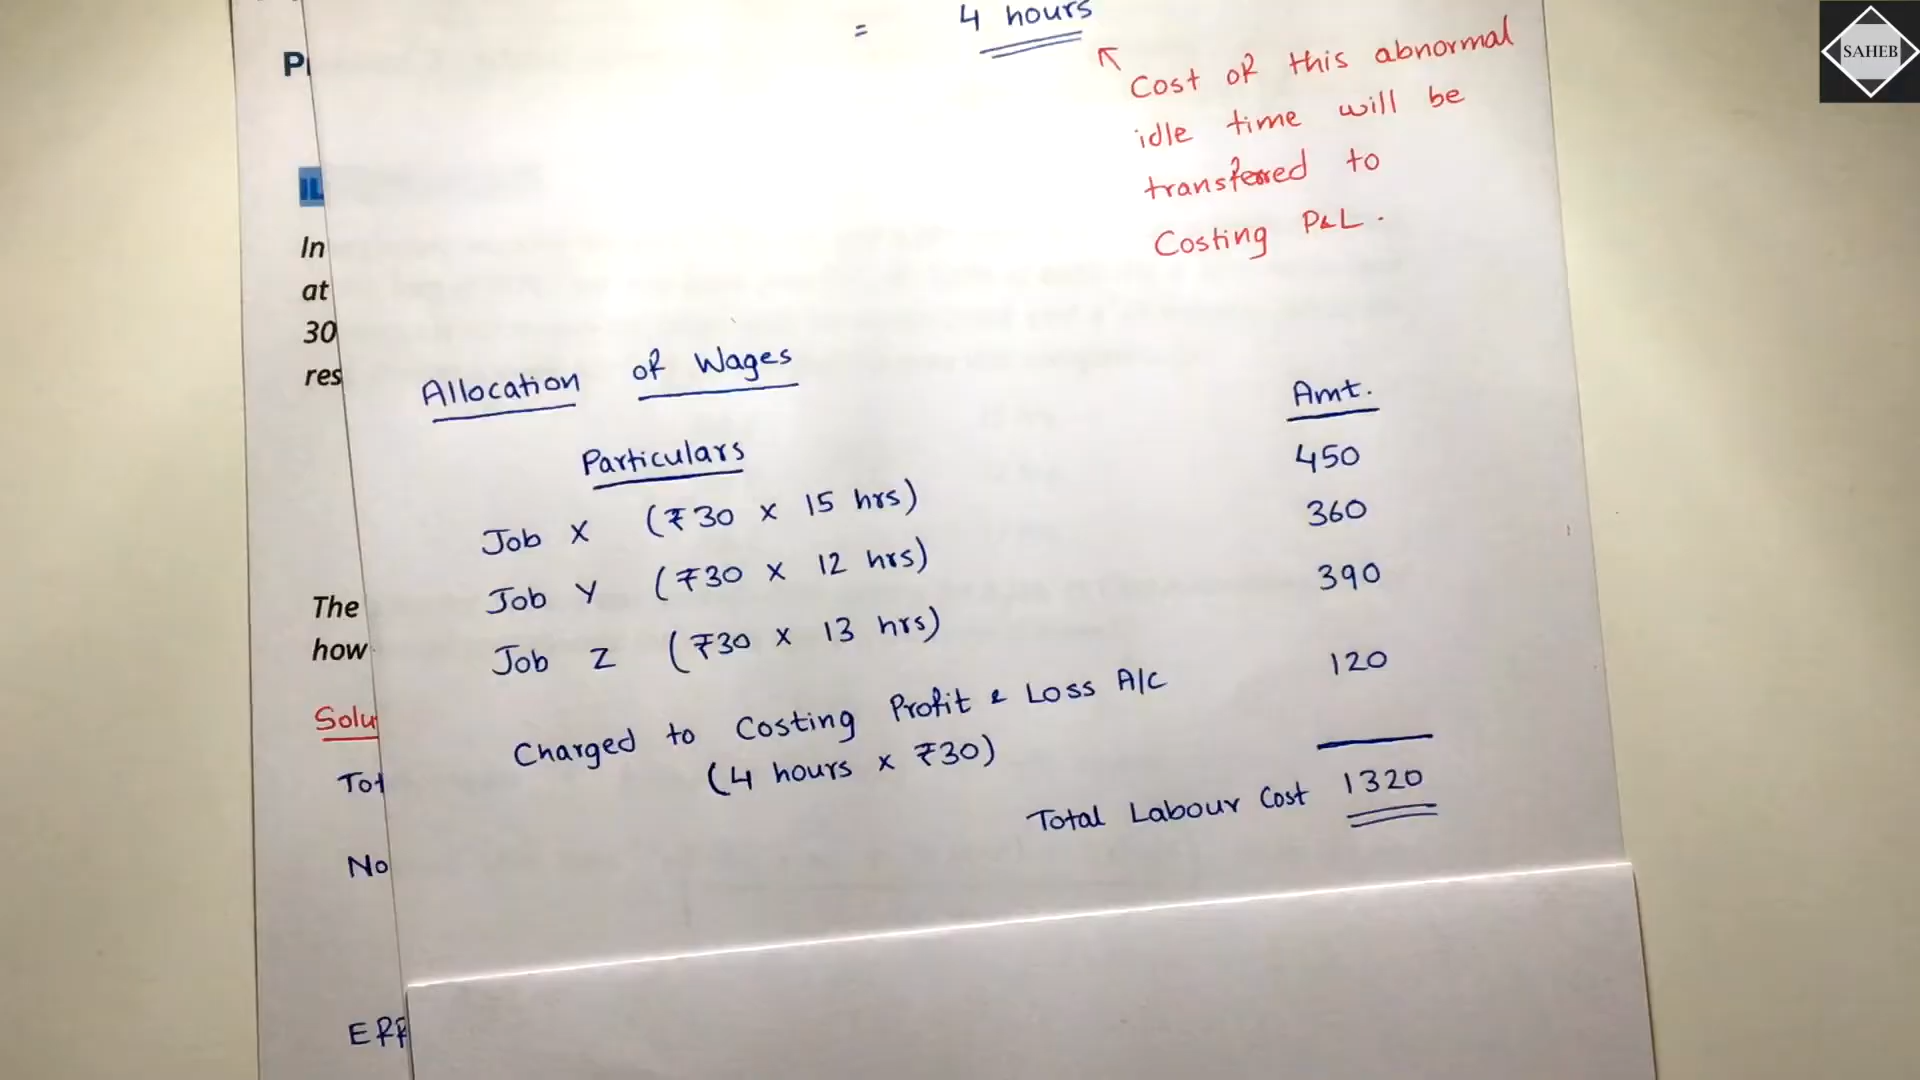 = 4 hours
Cost of this abnormal
idle time will be
transferred to
Costing P&L.
In
at
30
res
Allocation of Wages
Particulars Amt.
Job X (₹30 x 15 hrs) 450
Job Y (₹30 x 12 hrs) 360
Job Z (₹30 x 13 hrs) 390
Charged to Costing Profit & Loss A/c 120
(4 hours x ₹30)
Total Labour Cost 1320
The
how
Solu
Tot
No
Eff
SAHEB